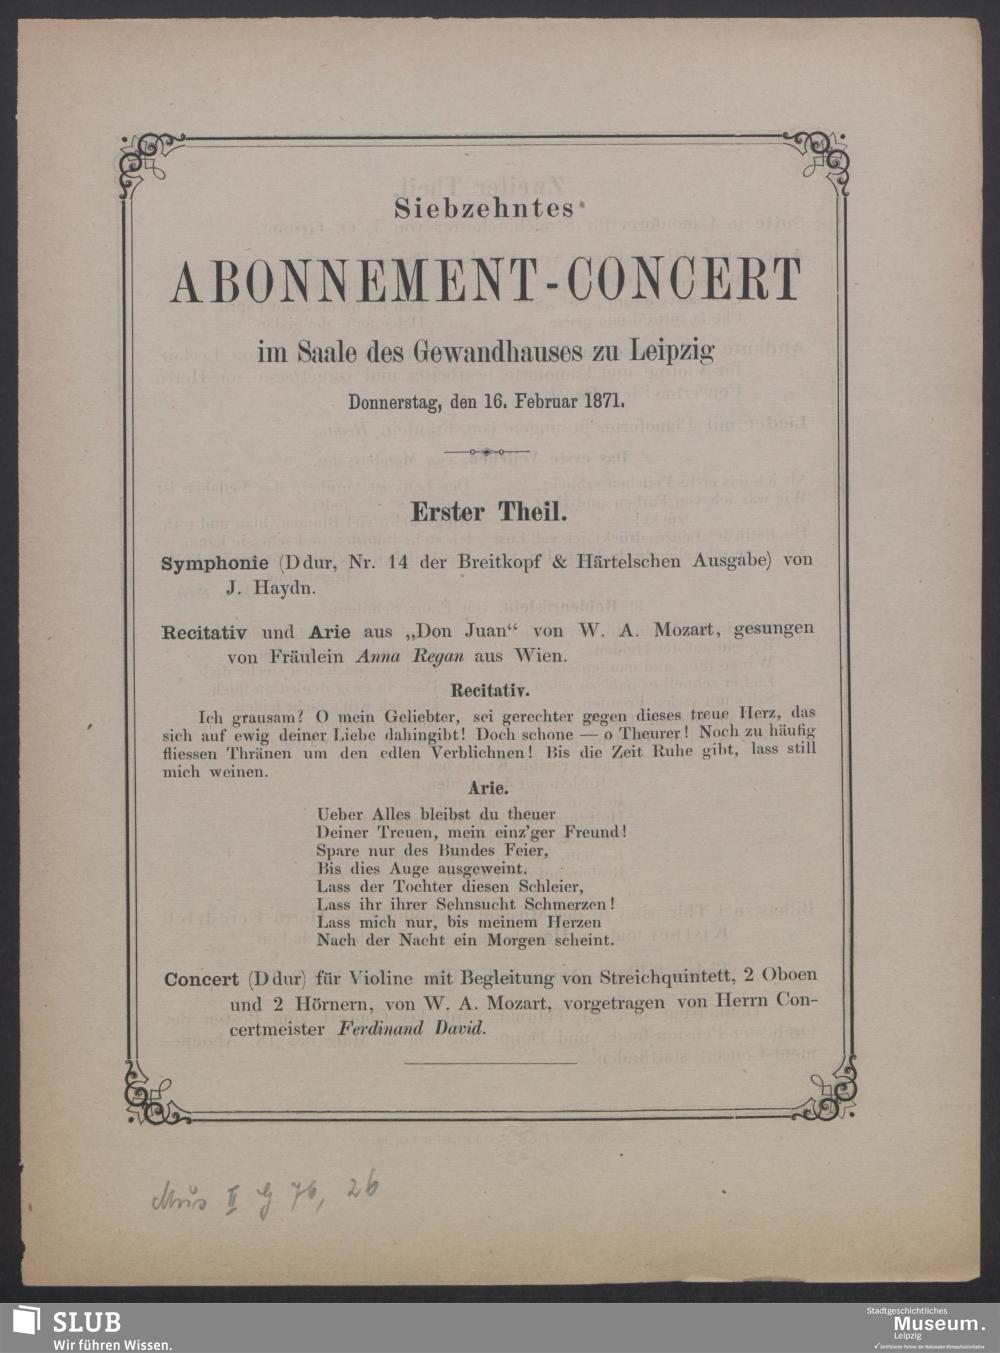 Siebzehntes
ABONNEMENT-CONCERT
im Saale des Gewandhauses zu Leipzig
Donnerstag, den 16. Februar 1871.
Erster Theil.
Symphonie (Ddur, Nr. 14 der Breitkopf & Härtelschen Ausgabe) von
J. Haydn.
Recitativ und Arie aus „Don Juan“ von W. A. Mozart, gesungen
von Fräulein Anna Regan aus Wien.
Recitativ.
Ich grausam? O mein Geliebter, sei gerechter gegen dieses treue Herz, das
sich auf ewig deiner Liebe dahingibt! Doch schone — o Theurer! Noch zu häufig
fliessen Thränen um den edlen Verblichnen! Bis die Zeit Ruhe gibt, lass still
mich weinen.
Arie.
Ueber Alles bleibst du theuer
Deiner Treuen, mein einz'ger Freund!
Spare nur des Bundes Feier,
Bis dies Auge ausgeweint.
Lass der Tochter diesen Schleier,
Lass ihr ihrer Sehnsucht Schmerzen!
Lass mich nur, bis meinem Herzen
Nach der Nacht ein Morgen scheint.
Concert (Ddur) für Violine mit Begleitung von Streichquintett, 2 Oboen
und 2 Hörnern, von W. A. Mozart, vorgetragen von Herrn Con-
certmeister Ferdinand David.
Mus II G 76, 26
SLUB
Wir führen Wissen.
Stadtgeschichtliches
Museum.
Leipzig
Zertifizierter Partner der Nationalen Klimaschutzinitiative